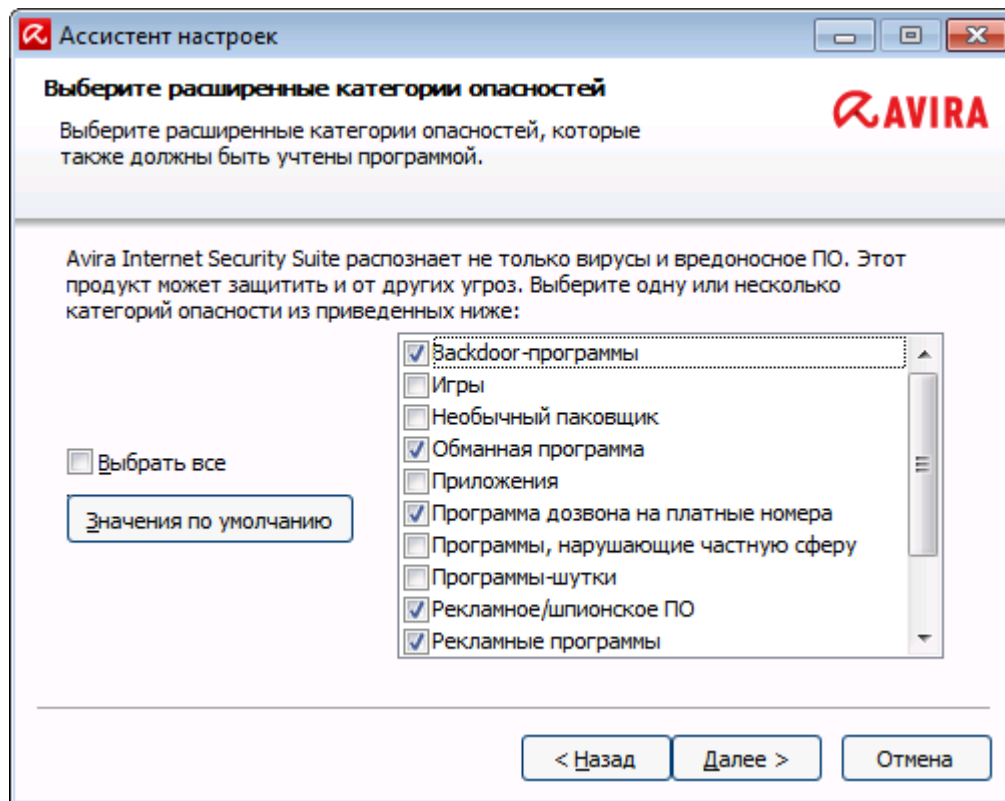 Ассистент настроек
Выберите расширенные категории опасностей
Выберите расширенные категории опасностей, которые
также должны быть учтены программой.
AVIRA
Avira Internet Security Suite распознает не только вирусы и вредоносное ПО. Этот
продукт может защитить и от других угроз. Выберите одну или несколько
категорий опасности из приведенных ниже:
Backdoor-программы
Игры
Необычный паковщик
Обманная программа
Приложения
Программа дозвона на платные номера
Программы, нарушающие частную сферу
Программы-шутки
Рекламное/шпионское ПО
Рекламные программы
Выбрать все
Значения по умолчанию
< Назад
Далее >
Отмена